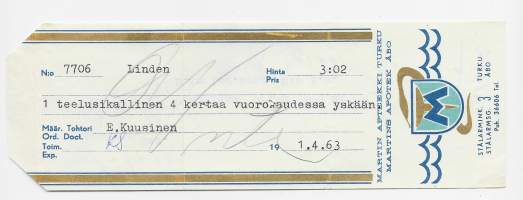 N:o 7706 Linden Hinta 3:02
Pris
1 teelusikallinen 4 kertaa vuorokaudessa yskään
Määr. Tohtori E.Kuusinen
Ord. Doct.
Toim.
Exp.
19 1.4.63
MARTIN APTEEKKI TURKU
MARTINS APOTEK ÅBO
M
STÅLARMINK. 3 TURKU
STÅLARMSG. 3 ÅBO
Puh. 36606 Tel.